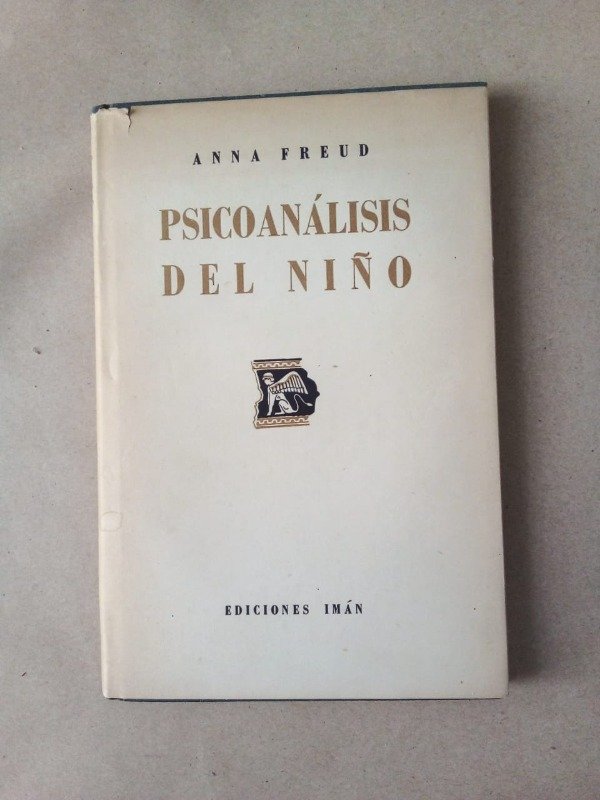 ANNA FREUD
PSICOANÁLISIS
DEL NIÑO
EDICIONES IMÁN